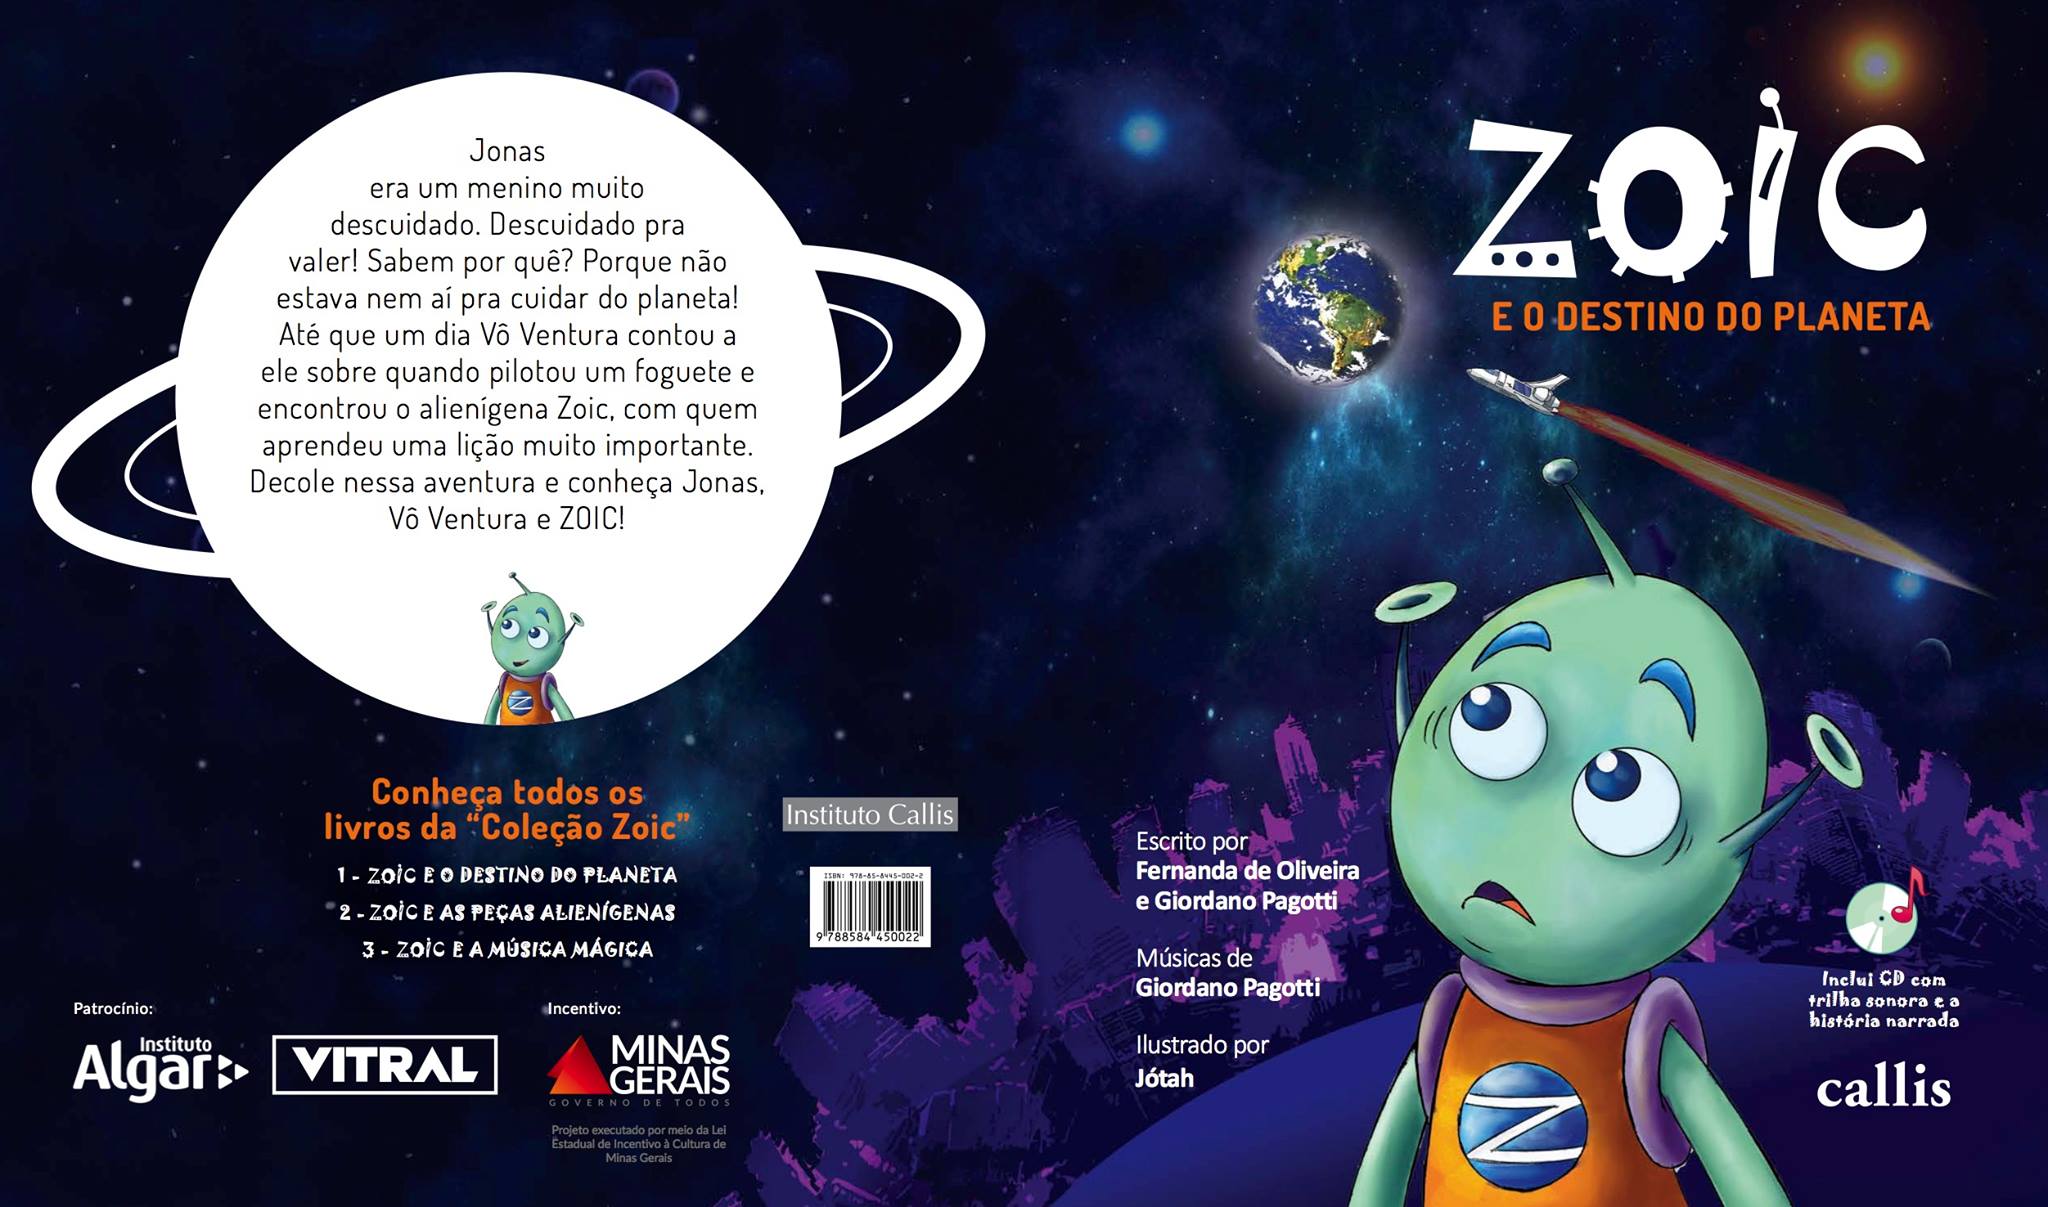 Jonas
era um menino muito
descuidado. Descuidado pra
valer! Sabem por quê? Porque não
estava nem aí pra cuidar do planeta!
Até que um dia Vô Ventura contou a
ele sobre quando pilotou um foguete e
encontrou o alienígena Zoic, com quem
aprendeu uma lição muito importante.
Decole nessa aventura e conheça Jonas,
Vô Ventura e ZOIC!
Z
Conheça todos os
livros da “Coleção Zoic”
1 - ZOIC E O DESTINO DO PLANETA
2 - ZOIC E AS PEÇAS ALIENÍGENAS
3 - ZOIC E A MÚSICA MÁGICA
Instituto Callis
ISBN: 978-85-8445-002-2
9 788584 450022
Patrocínio:
Instituto
Algar
VITRAL
Incentivo:
MINAS
GERAIS
GOVERNO DE TODOS
Projeto executado por meio da Lei
Estadual de Incentivo à Cultura de
Minas Gerais
ZOIC
E O DESTINO DO PLANETA
Escrito por
Fernanda de Oliveira
e Giordano Pagotti
Músicas de
Giordano Pagotti
Ilustrado por
Jótah
Z
Inclui CD com
trilha sonora e a
história narrada
callis